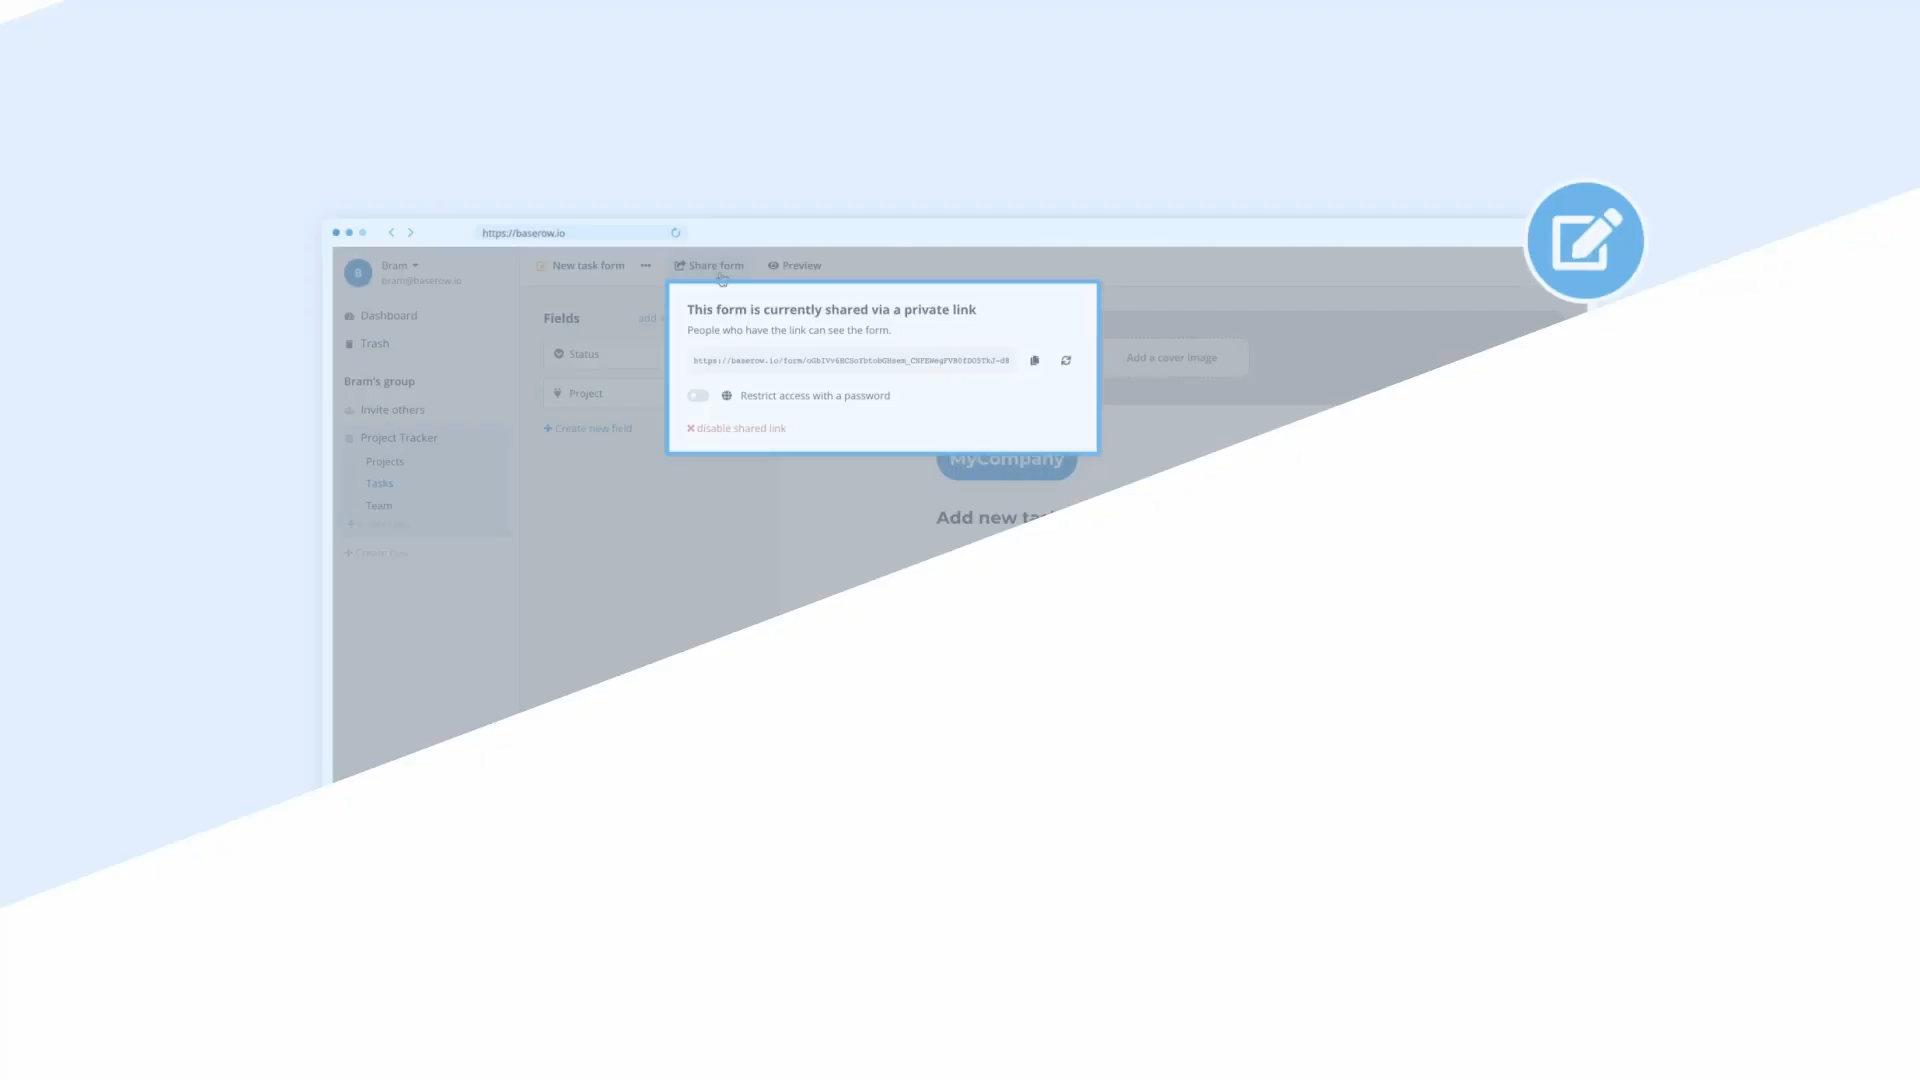 https://baserow.io
B
Bram
bram@baserow.io
New task form
Share form
Preview
Dashboard
Trash
Bram's group
Invite others
Project Tracker
Projects
Tasks
Team
Create new
Fields
add
Status
Project
Create new field
This form is currently shared via a private link
People who have the link can see the form.
Restrict access with a password
disable shared link
Add a cover image
MyCompany
Add new